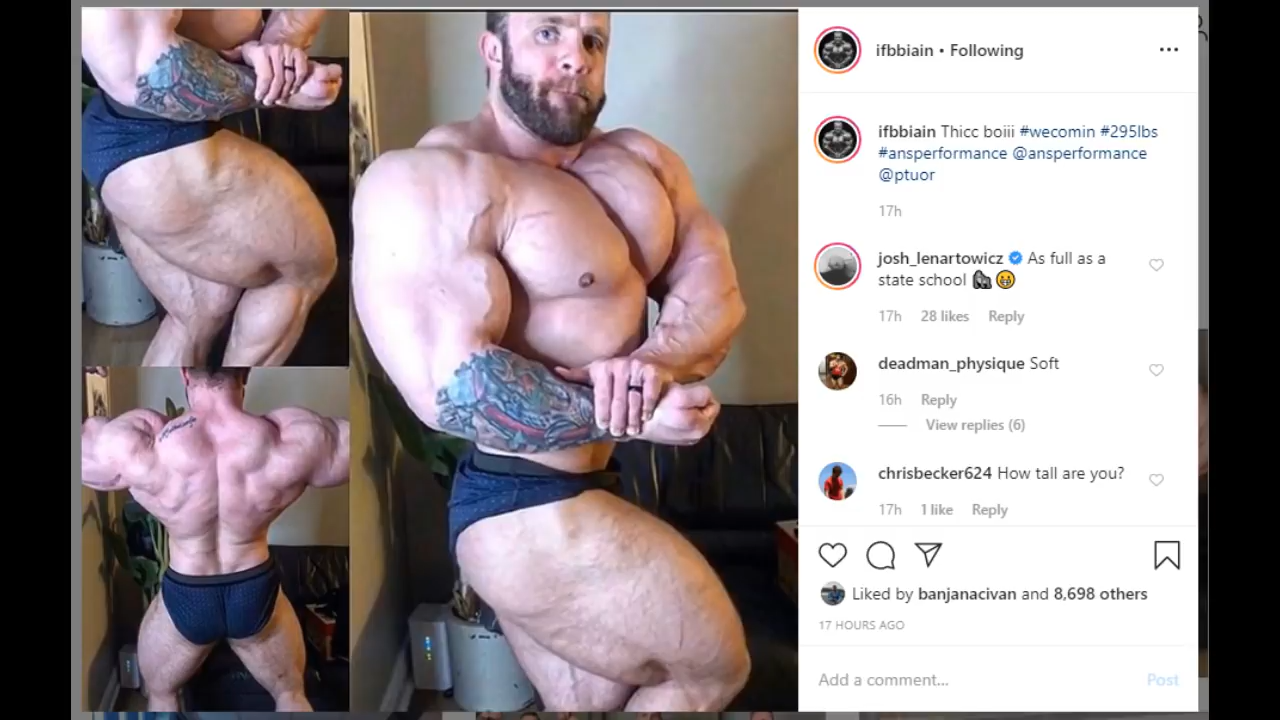 ifbbiain • Following
ifbbiain Thicc boiii #wecomin #295lbs
#ansperformance @ansperformance
@ptuor
17h
josh_lenartowicz As full as a
state school 🦍😁
17h 28 likes Reply
deadman_physique Soft
16h Reply
View replies (6)
chrisbecker624 How tall are you?
17h 1 like Reply
Liked by banjanacivan and 8,698 others
17 HOURS AGO
Add a comment... Post